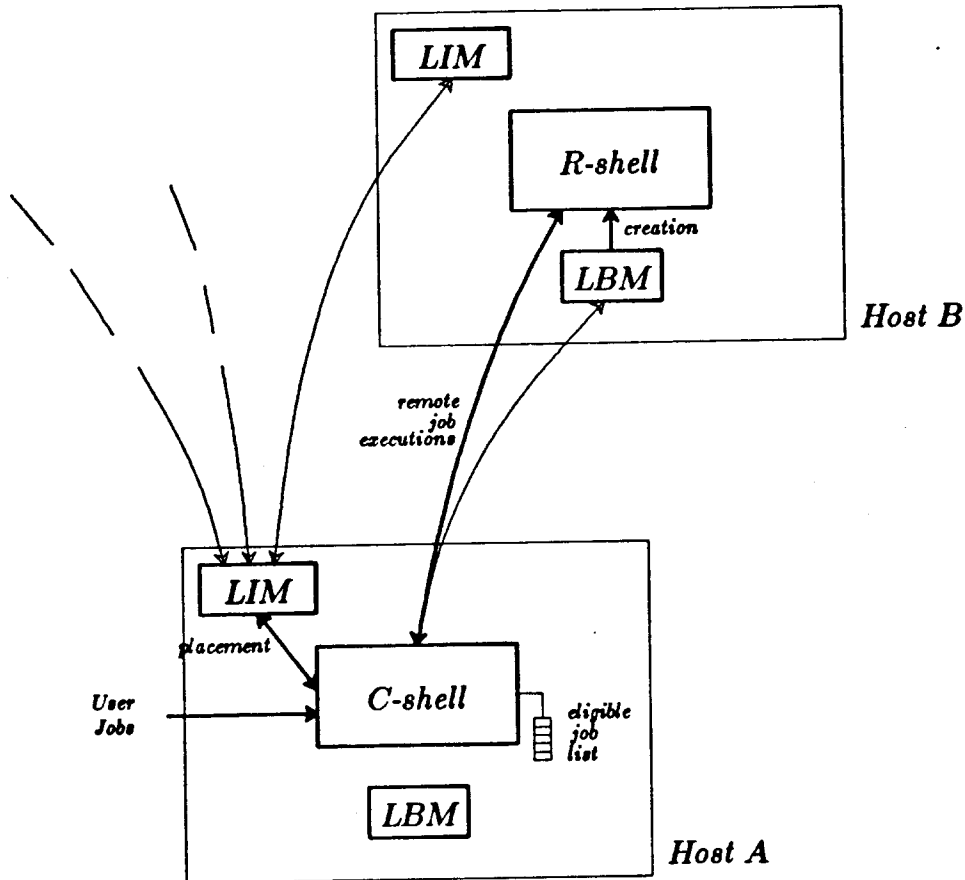 LIM
R-shell
creation
LBM
Host B
remote
job
executions
LIM
placement
C-shell
User
Jobs
eligible
job
list
LBM
Host A